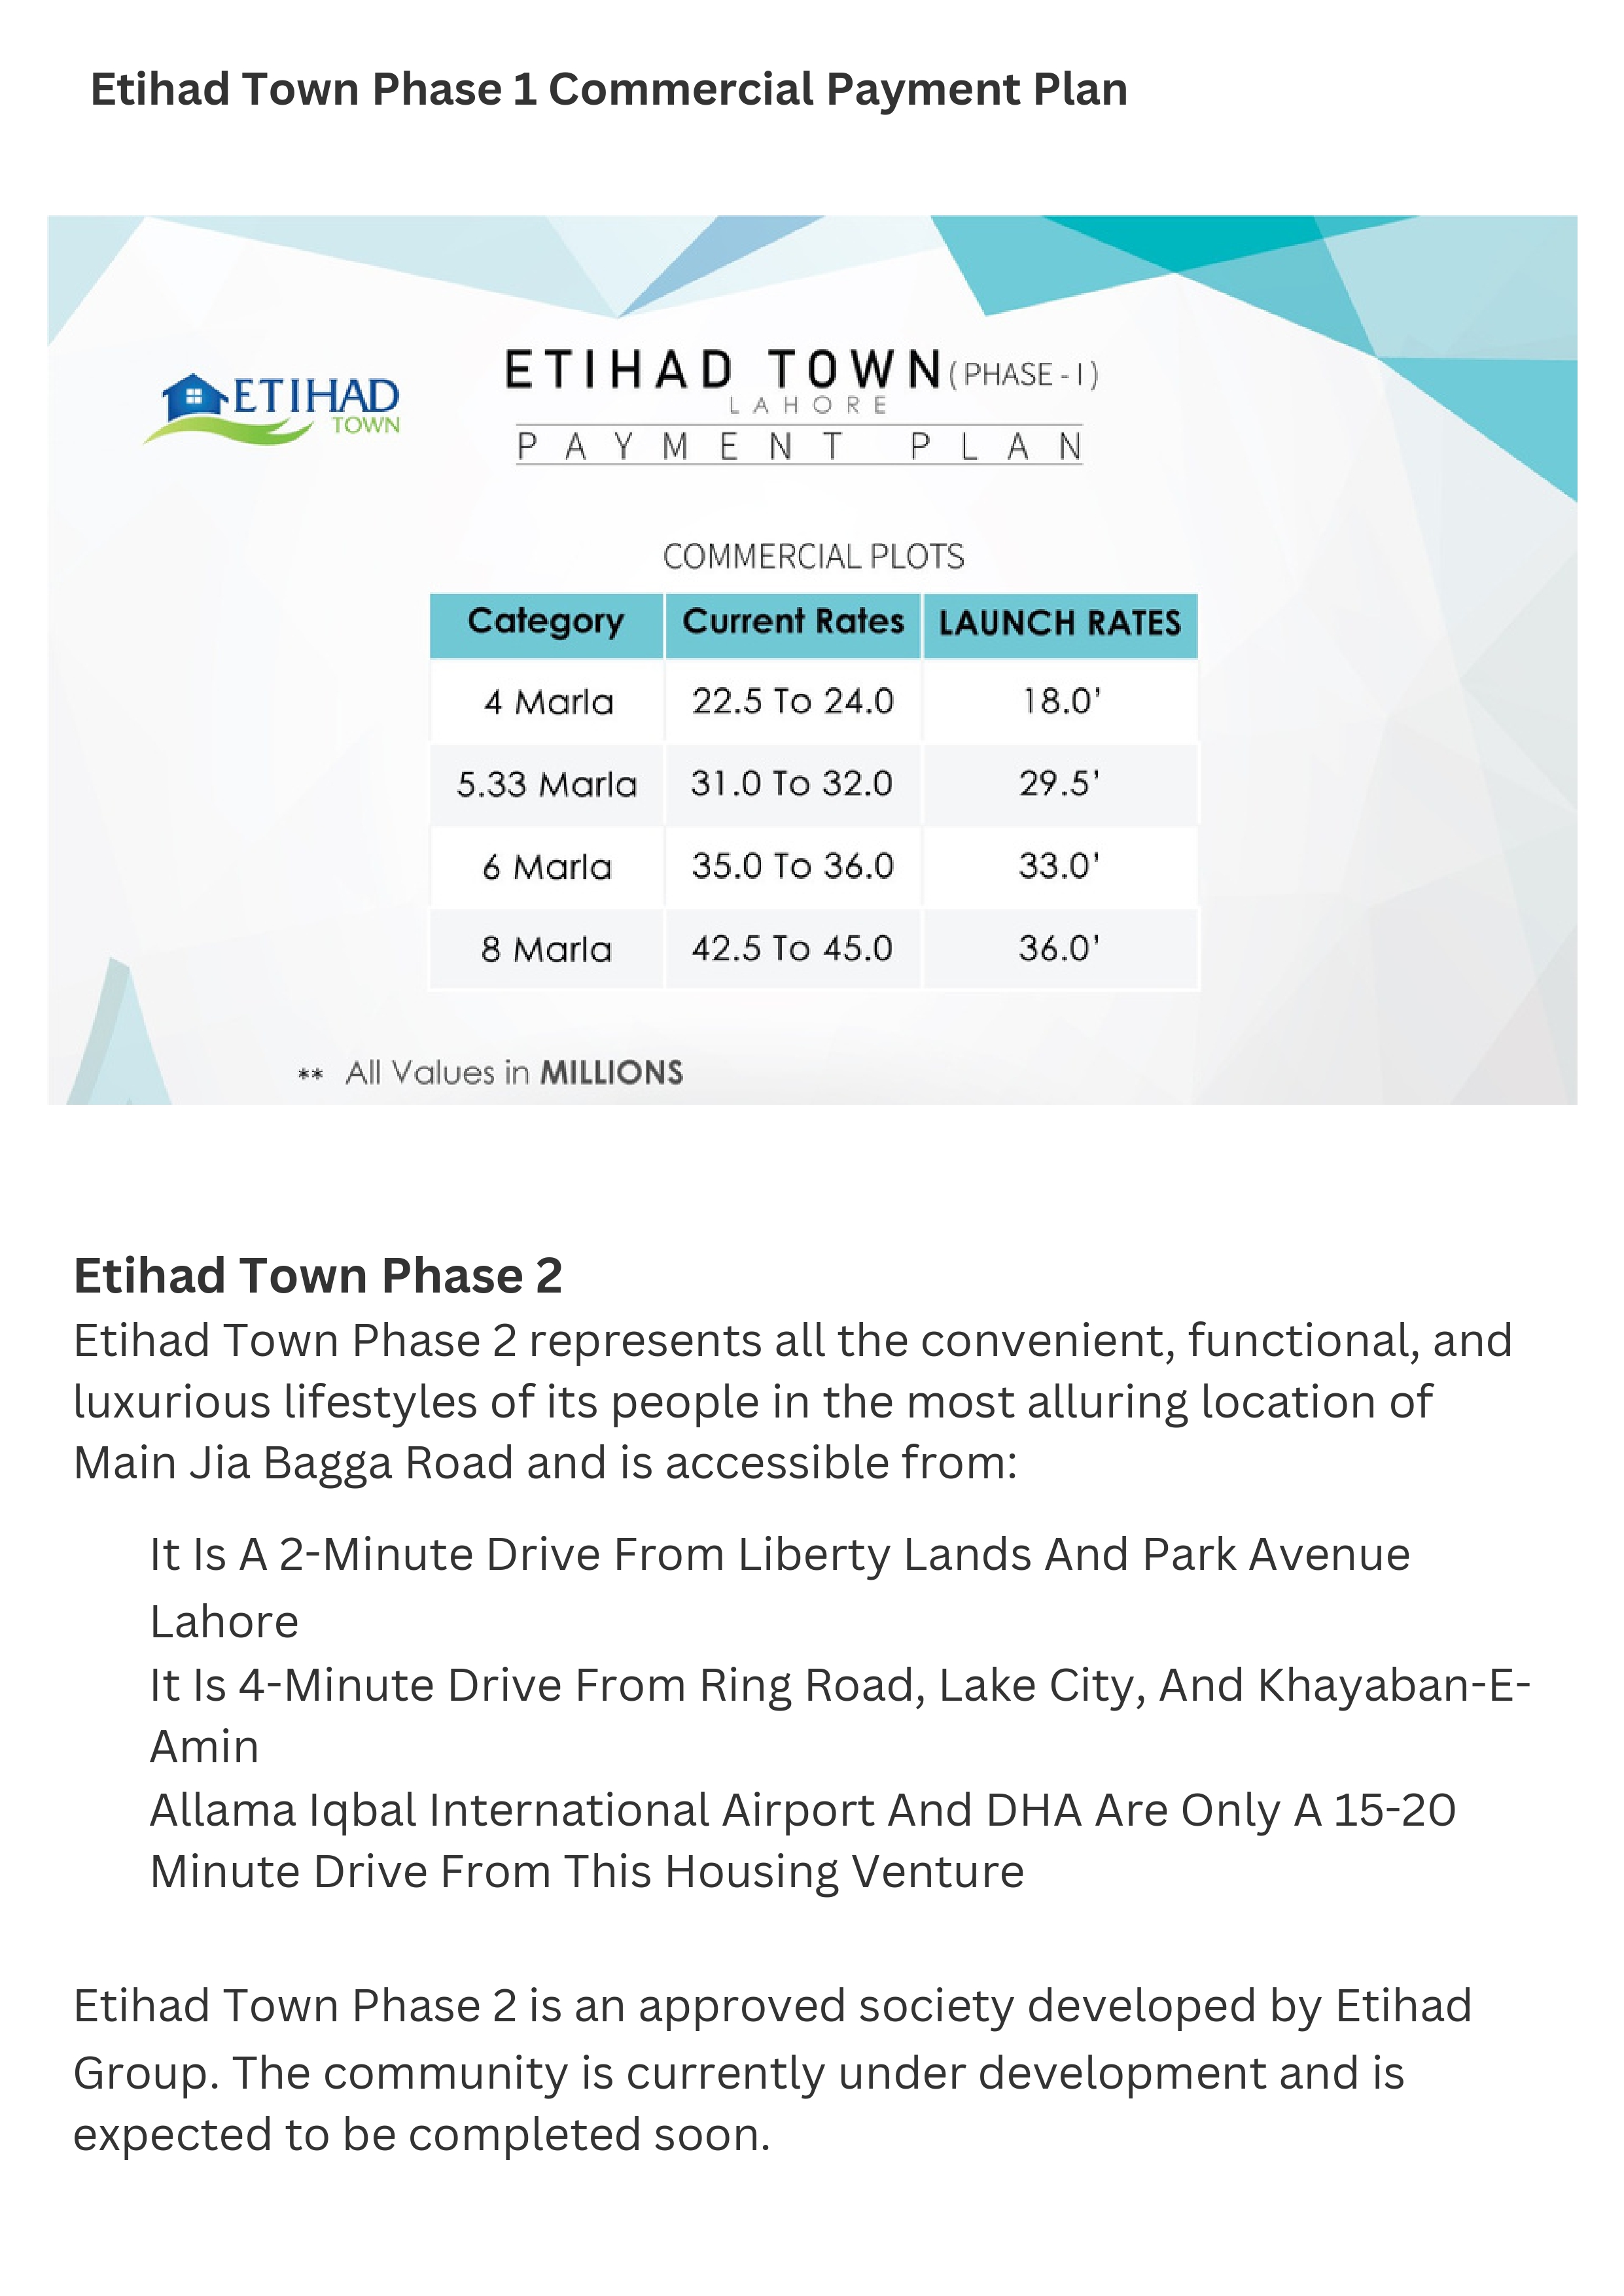 Etihad Town Phase 1 Commercial Payment Plan
ETIHAD TOWN (PHASE - I)
ETIHAD
TOWN
LAHORE
PAYMENT PLAN
COMMERCIAL PLOTS
Category Current Rates LAUNCH RATES
4 Marla 22.5 To 24.0 18.0'
5.33 Marla 31.0 To 32.0 29.5'
6 Marla 35.0 To 36.0 33.0'
8 Marla 42.5 To 45.0 36.0'
** All Values in MILLIONS
Etihad Town Phase 2
Etihad Town Phase 2 represents all the convenient, functional, and
luxurious lifestyles of its people in the most alluring location of
Main Jia Bagga Road and is accessible from:
It Is A 2-Minute Drive From Liberty Lands And Park Avenue
Lahore
It Is 4-Minute Drive From Ring Road, Lake City, And Khayaban-E-
Amin
Allama Iqbal International Airport And DHA Are Only A 15-20
Minute Drive From This Housing Venture
Etihad Town Phase 2 is an approved society developed by Etihad
Group. The community is currently under development and is
expected to be completed soon.